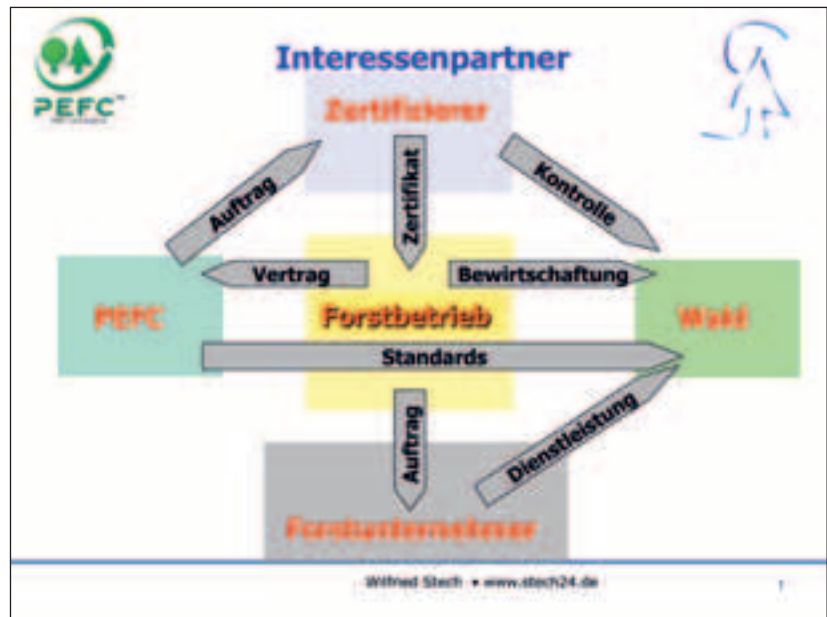 PEFC™
Interessenpartner
Zertifizierer
Auftrag
Zertifikat
Kontrolle
Vertrag
Bewirtschaftung
PEFC
Forstbetrieb
Wald
Standards
Auftrag
Dienstleistung
Forstunternehmer
Wilfried Stech • www.stech24.de